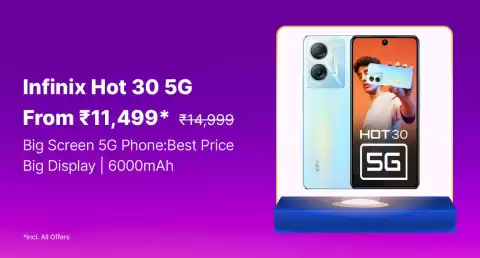 Infinix Hot 30 5G
From ₹11,499* ₹14,999
Big Screen 5G Phone:Best Price
Big Display | 6000mAh
*Incl. All Offers
HOT 30
5G